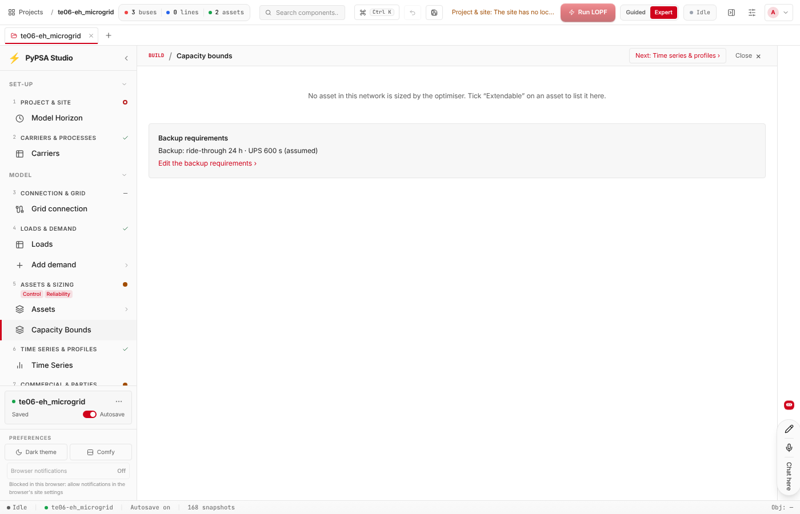 Projects / te06-eh_microgrid
3 buses 0 lines 2 assets
Search components...
⌘ Ctrl K
Project & site: The site has no loc...
Run LOPF
Guided Expert
Idle
A
te06-eh_microgrid × +
PyPSA Studio
SET-UP
1 PROJECT & SITE
Model Horizon
2 CARRIERS & PROCESSES
Carriers
MODEL
3 CONNECTION & GRID
Grid connection
4 LOADS & DEMAND
Loads
Add demand
5 ASSETS & SIZING
Control Reliability
Assets
Capacity Bounds
6 TIME SERIES & PROFILES
Time Series
7 COMMERCIAL & PARTIES
te06-eh_microgrid ...
Saved Autosave
PREFERENCES
Dark theme Comfy
Browser notifications Off
Blocked in this browser: allow notifications in the
browser's site settings
BUILD / Capacity bounds
Next: Time series & profiles ›
Close ×
No asset in this network is sized by the optimiser. Tick "Extendable" on an asset to list it here.
Backup requirements
Backup: ride-through 24 h · UPS 600 s (assumed)
Edit the backup requirements ›
Chat here
Idle te06-eh_microgrid Autosave on 168 snapshots Obj: —